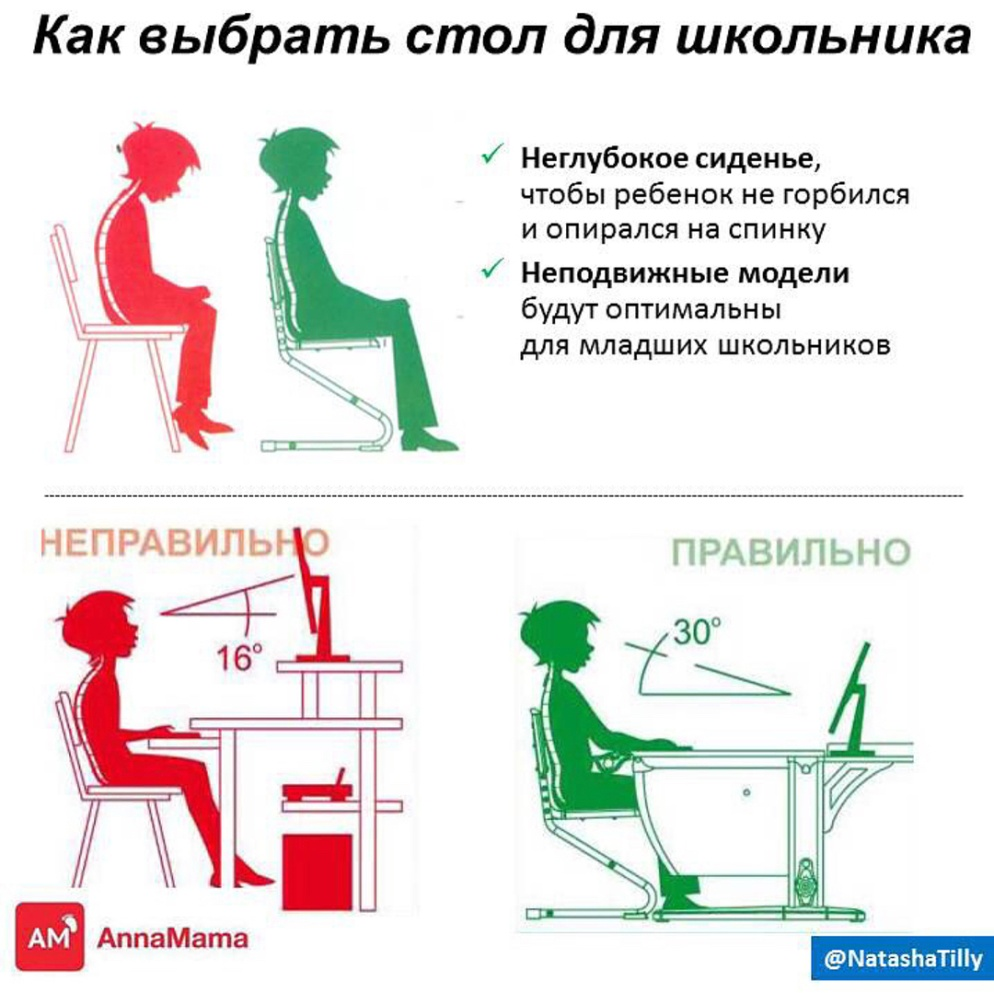 Как выбрать стол для школьника
✓ Неглубокое сиденье,
чтобы ребенок не горбился
и опирался на спинку
✓ Неподвижные модели
будут оптимальны
для младших школьников
НЕПРАВИЛЬНО
16°
ПРАВИЛЬНО
30°
AM
AnnaMama
@NatashaTilly